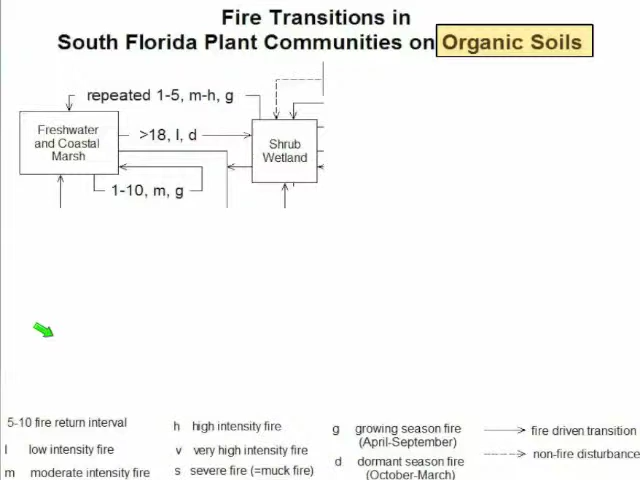 Fire Transitions in
South Florida Plant Communities on Organic Soils
repeated 1-5, m-h, g
Freshwater
and Coastal
Marsh
>18, l, d
Shrub
Wetland
1-10, m, g
5-10 fire return interval
l low intensity fire
m moderate intensity fire
h high intensity fire
v very high intensity fire
s severe fire (=muck fire)
g growing season fire
(April-September)
d dormant season fire
(October-March)
fire driven transition
non-fire disturbance